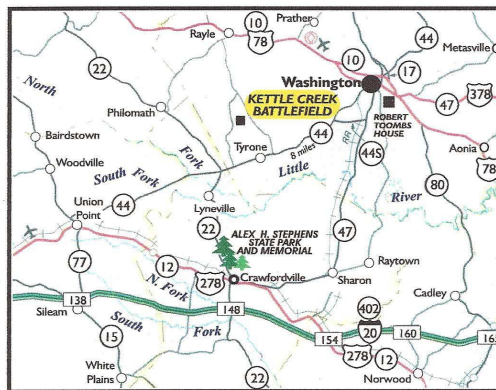 10
Prather
44
Rayle
78
Metasville
22
10
17
Washington
378
KETTLE CREEK
BATTLEFIELD
47
North
ROBERT
TOOMBS
HOUSE
Philomath
44
Bairdstown
Fork
8 miles
RR
44S
Aonia
Tyrone
78
Woodville
South Fork
Little
80
Lyneville
River
Union
Point
44
22
ALEX H. STEPHENS
STATE PARK
AND MEMORIAL
47
12
Raytown
77
N. Fork
278
Crawfordville
Sharon
138
148
402
Cadley
Sileam
South
20
160
15
Fork
154
278
12
White
Plains
22
Norwood